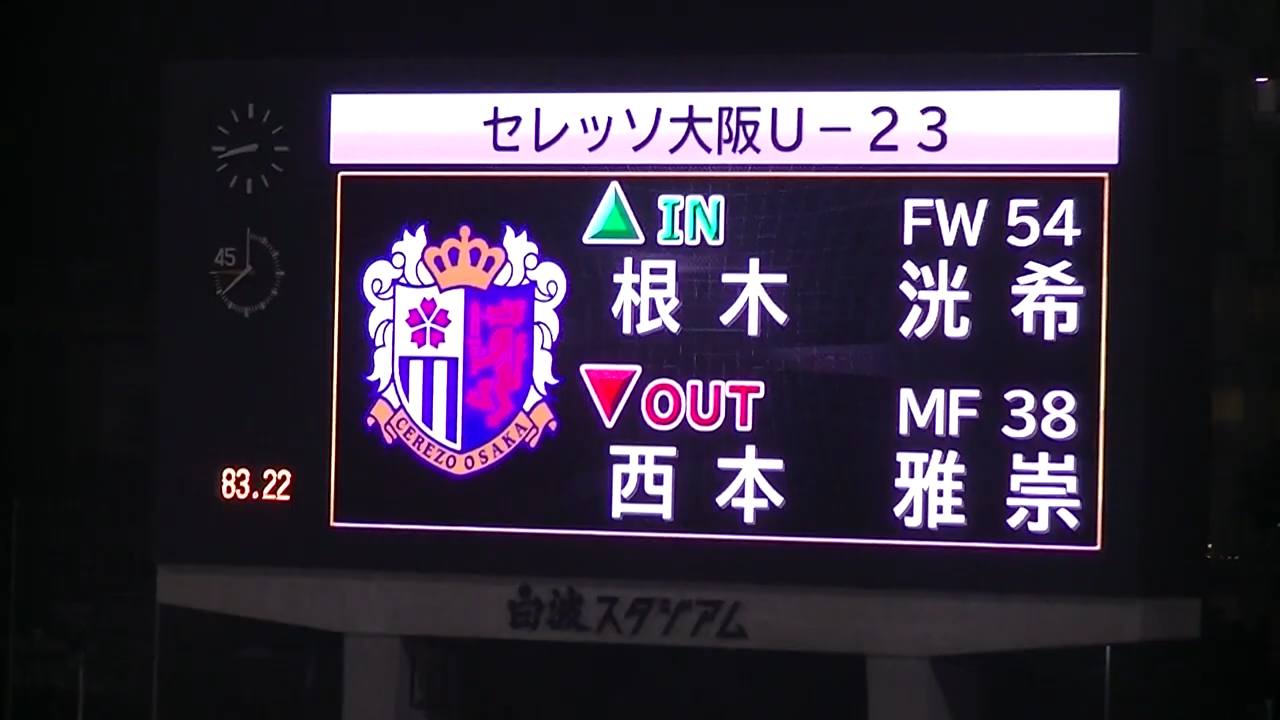 セレッソ大阪U－23
IN FW 54
根木 洸希
OUT MF 38
西本 雅崇
CEREZO OSAKA
45
83.22
白波スタジアム